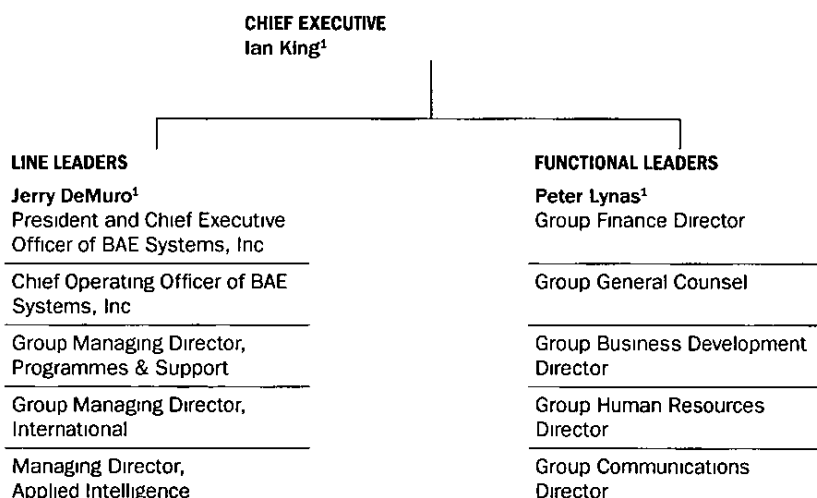 CHIEF EXECUTIVE
Ian King¹
LINE LEADERS
Jerry DeMuro¹
President and Chief Executive
Officer of BAE Systems, Inc
Chief Operating Officer of BAE
Systems, Inc
Group Managing Director,
Programmes & Support
Group Managing Director,
International
Managing Director,
Applied Intelligence
FUNCTIONAL LEADERS
Peter Lynas¹
Group Finance Director
Group General Counsel
Group Business Development
Director
Group Human Resources
Director
Group Communications
Director